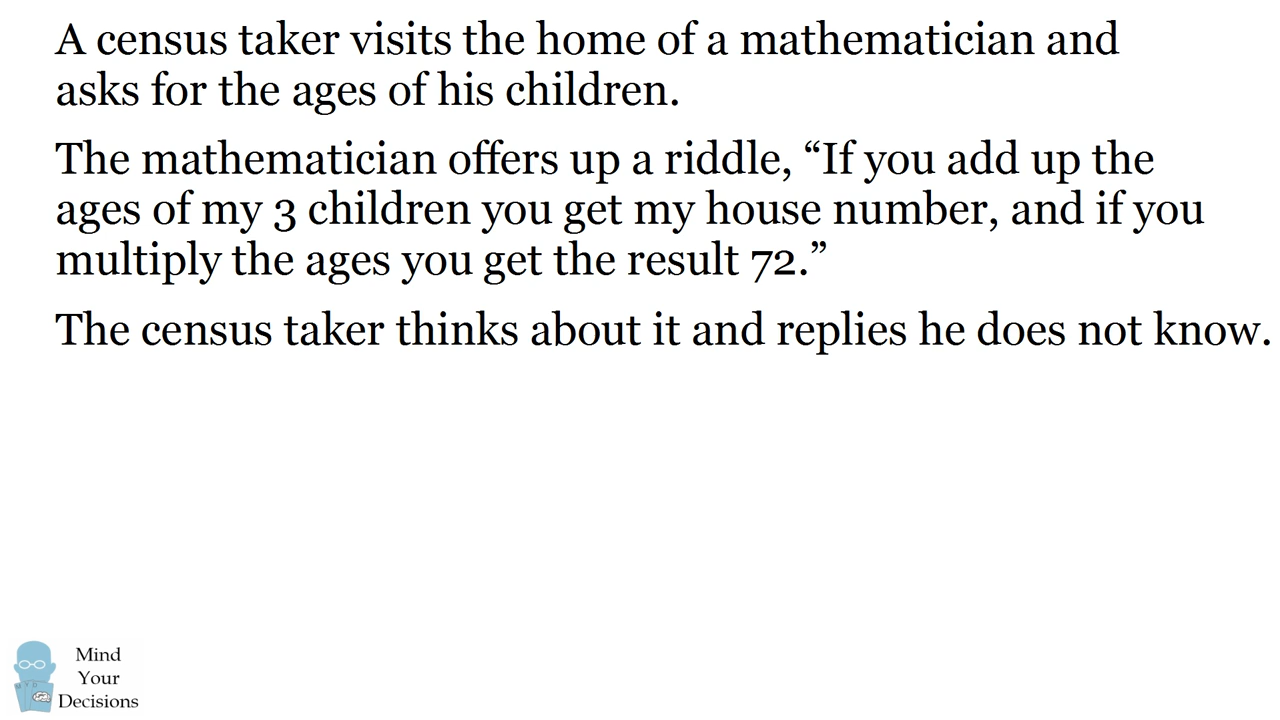 A census taker visits the home of a mathematician and
asks for the ages of his children.
The mathematician offers up a riddle, “If you add up the
ages of my 3 children you get my house number, and if you
multiply the ages you get the result 72.”
The census taker thinks about it and replies he does not know.
Mind
Your
Decisions